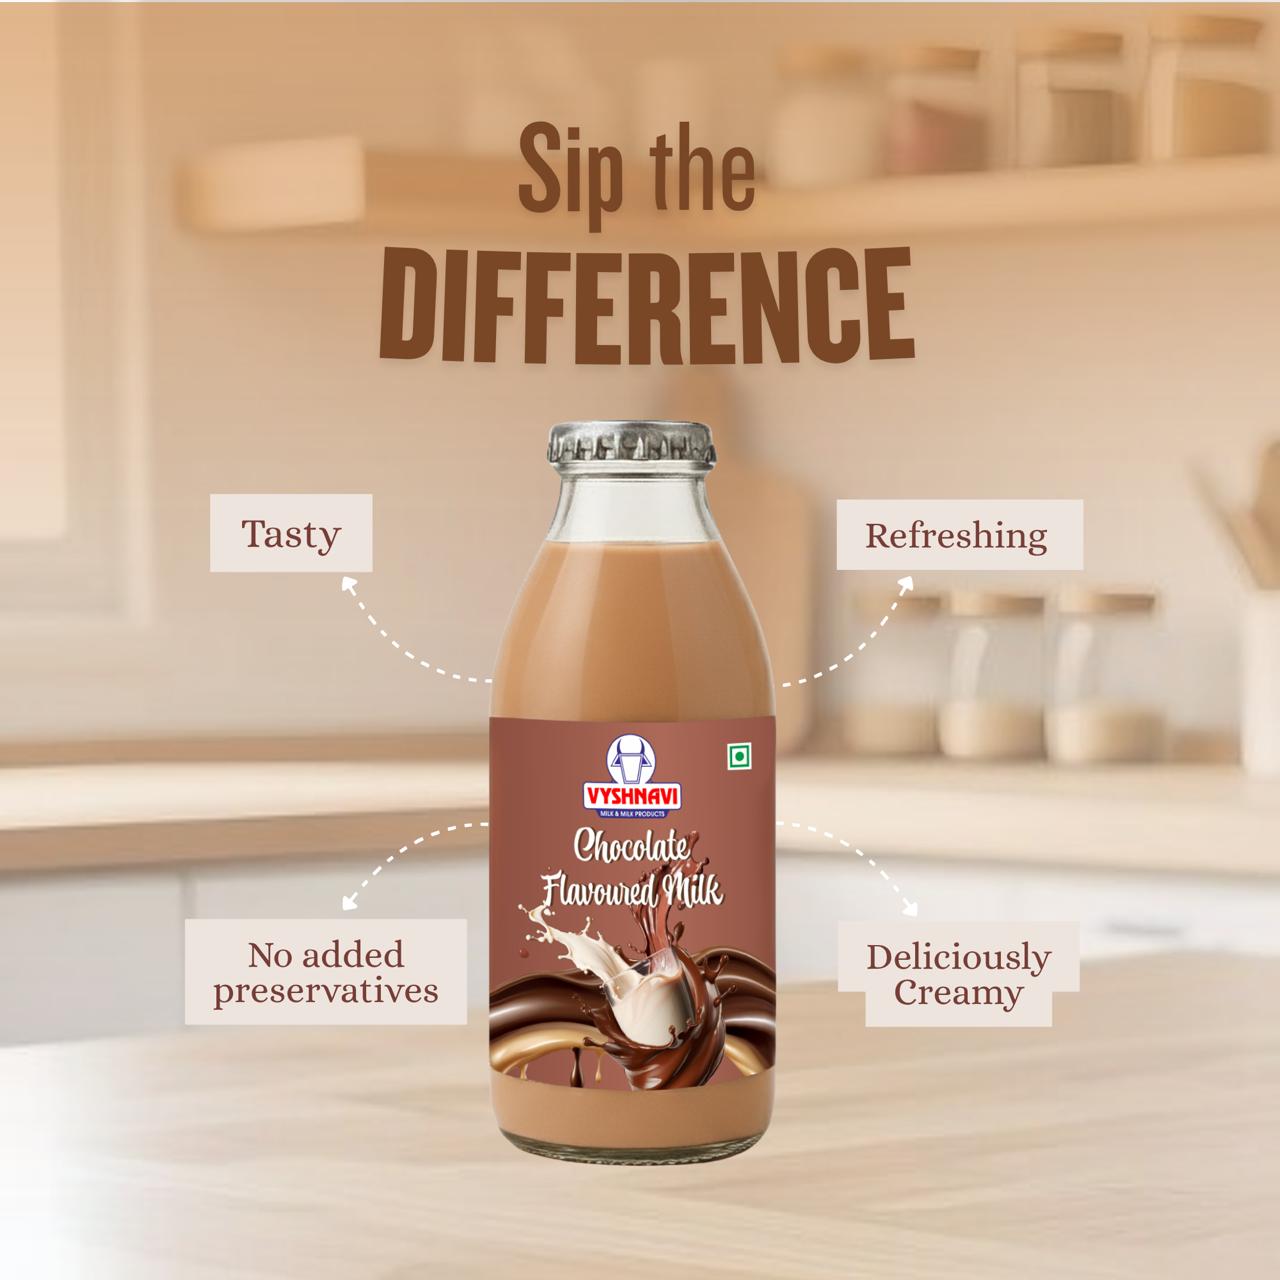 Sip the
DIFFERENCE
Tasty
Refreshing
VYSHNAVI
MILK & MILK PRODUCTS
Chocolate
Flavoured Milk
No added
preservatives
Deliciously
Creamy